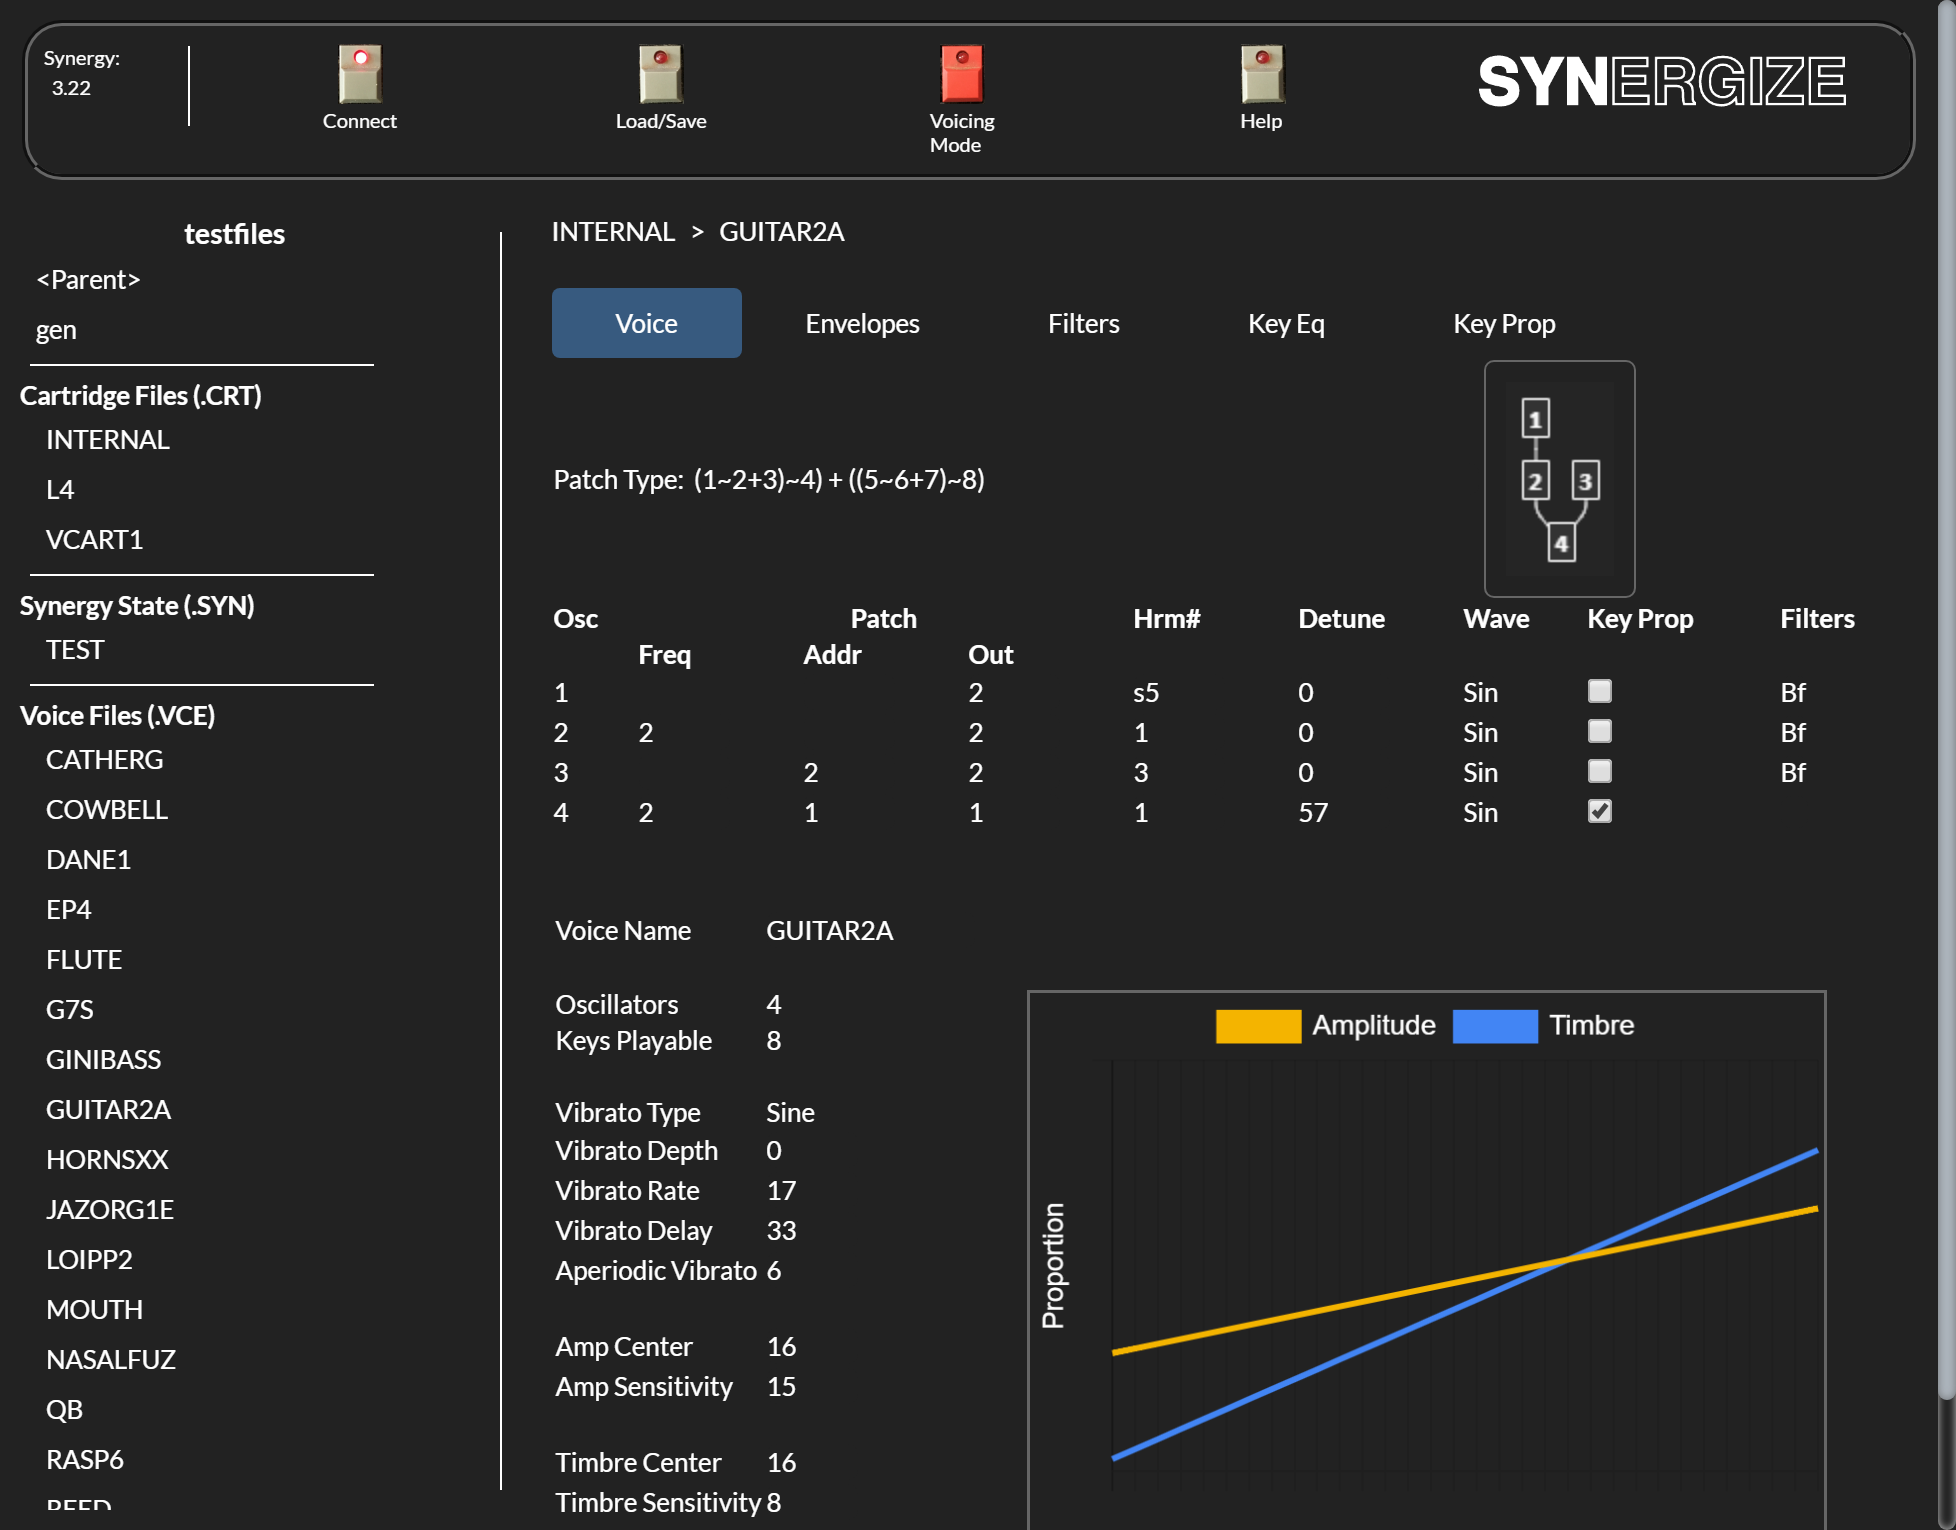 Synergy:
3.22
Connect
Load/Save
Voicing
Mode
Help
SYNERGIZE
testfiles
<Parent>
gen
Cartridge Files (.CRT)
INTERNAL
L4
VCART1
Synergy State (.SYN)
TEST
Voice Files (.VCE)
CATHERG
COWBELL
DANE1
EP4
FLUTE
G7S
GINIBASS
GUITAR2A
HORNSXX
JAZORG1E
LOIPP2
MOUTH
NASALFUZ
QB
RASP6
INTERNAL > GUITAR2A
Voice Envelopes Filters Key Eq Key Prop
Patch Type: (1~2+3)~4) + ((5~6+7)~8)
1
2 3
4
Osc Patch Hrm# Detune Wave Key Prop Filters
Freq Addr Out
1 2 s5 0 Sin Bf
2 2 2 1 0 Sin Bf
3 2 2 3 0 Sin Bf
4 2 1 1 1 57 Sin
Voice Name GUITAR2A
Oscillators 4
Keys Playable 8
Vibrato Type Sine
Vibrato Depth 0
Vibrato Rate 17
Vibrato Delay 33
Aperiodic Vibrato 6
Amp Center 16
Amp Sensitivity 15
Timbre Center 16
Timbre Sensitivity 8
Amplitude Timbre
Proportion